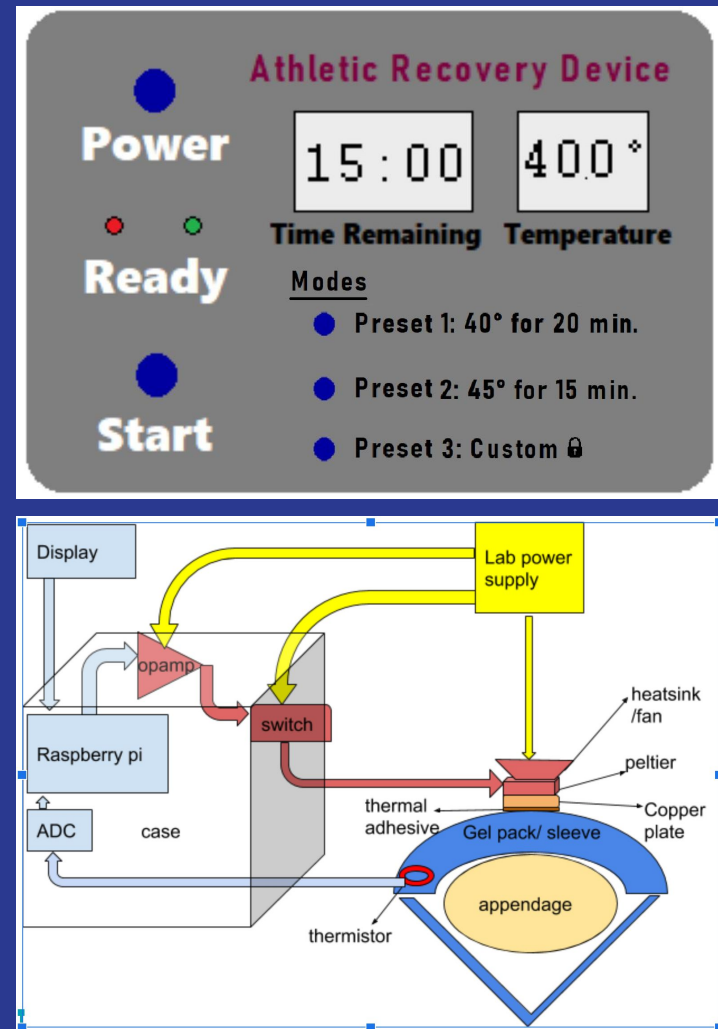 Athletic Recovery Device
Power
15:00
40.0°
Time Remaining
Temperature
Ready
Modes
Preset 1: 40° for 20 min.
Preset 2: 45° for 15 min.
Start
Preset 3: Custom
Display
Lab power
supply
opamp
switch
heatsink
/fan
Raspberry pi
peltier
thermal
adhesive
Copper
plate
ADC
case
Gel pack/ sleeve
appendage
thermistor